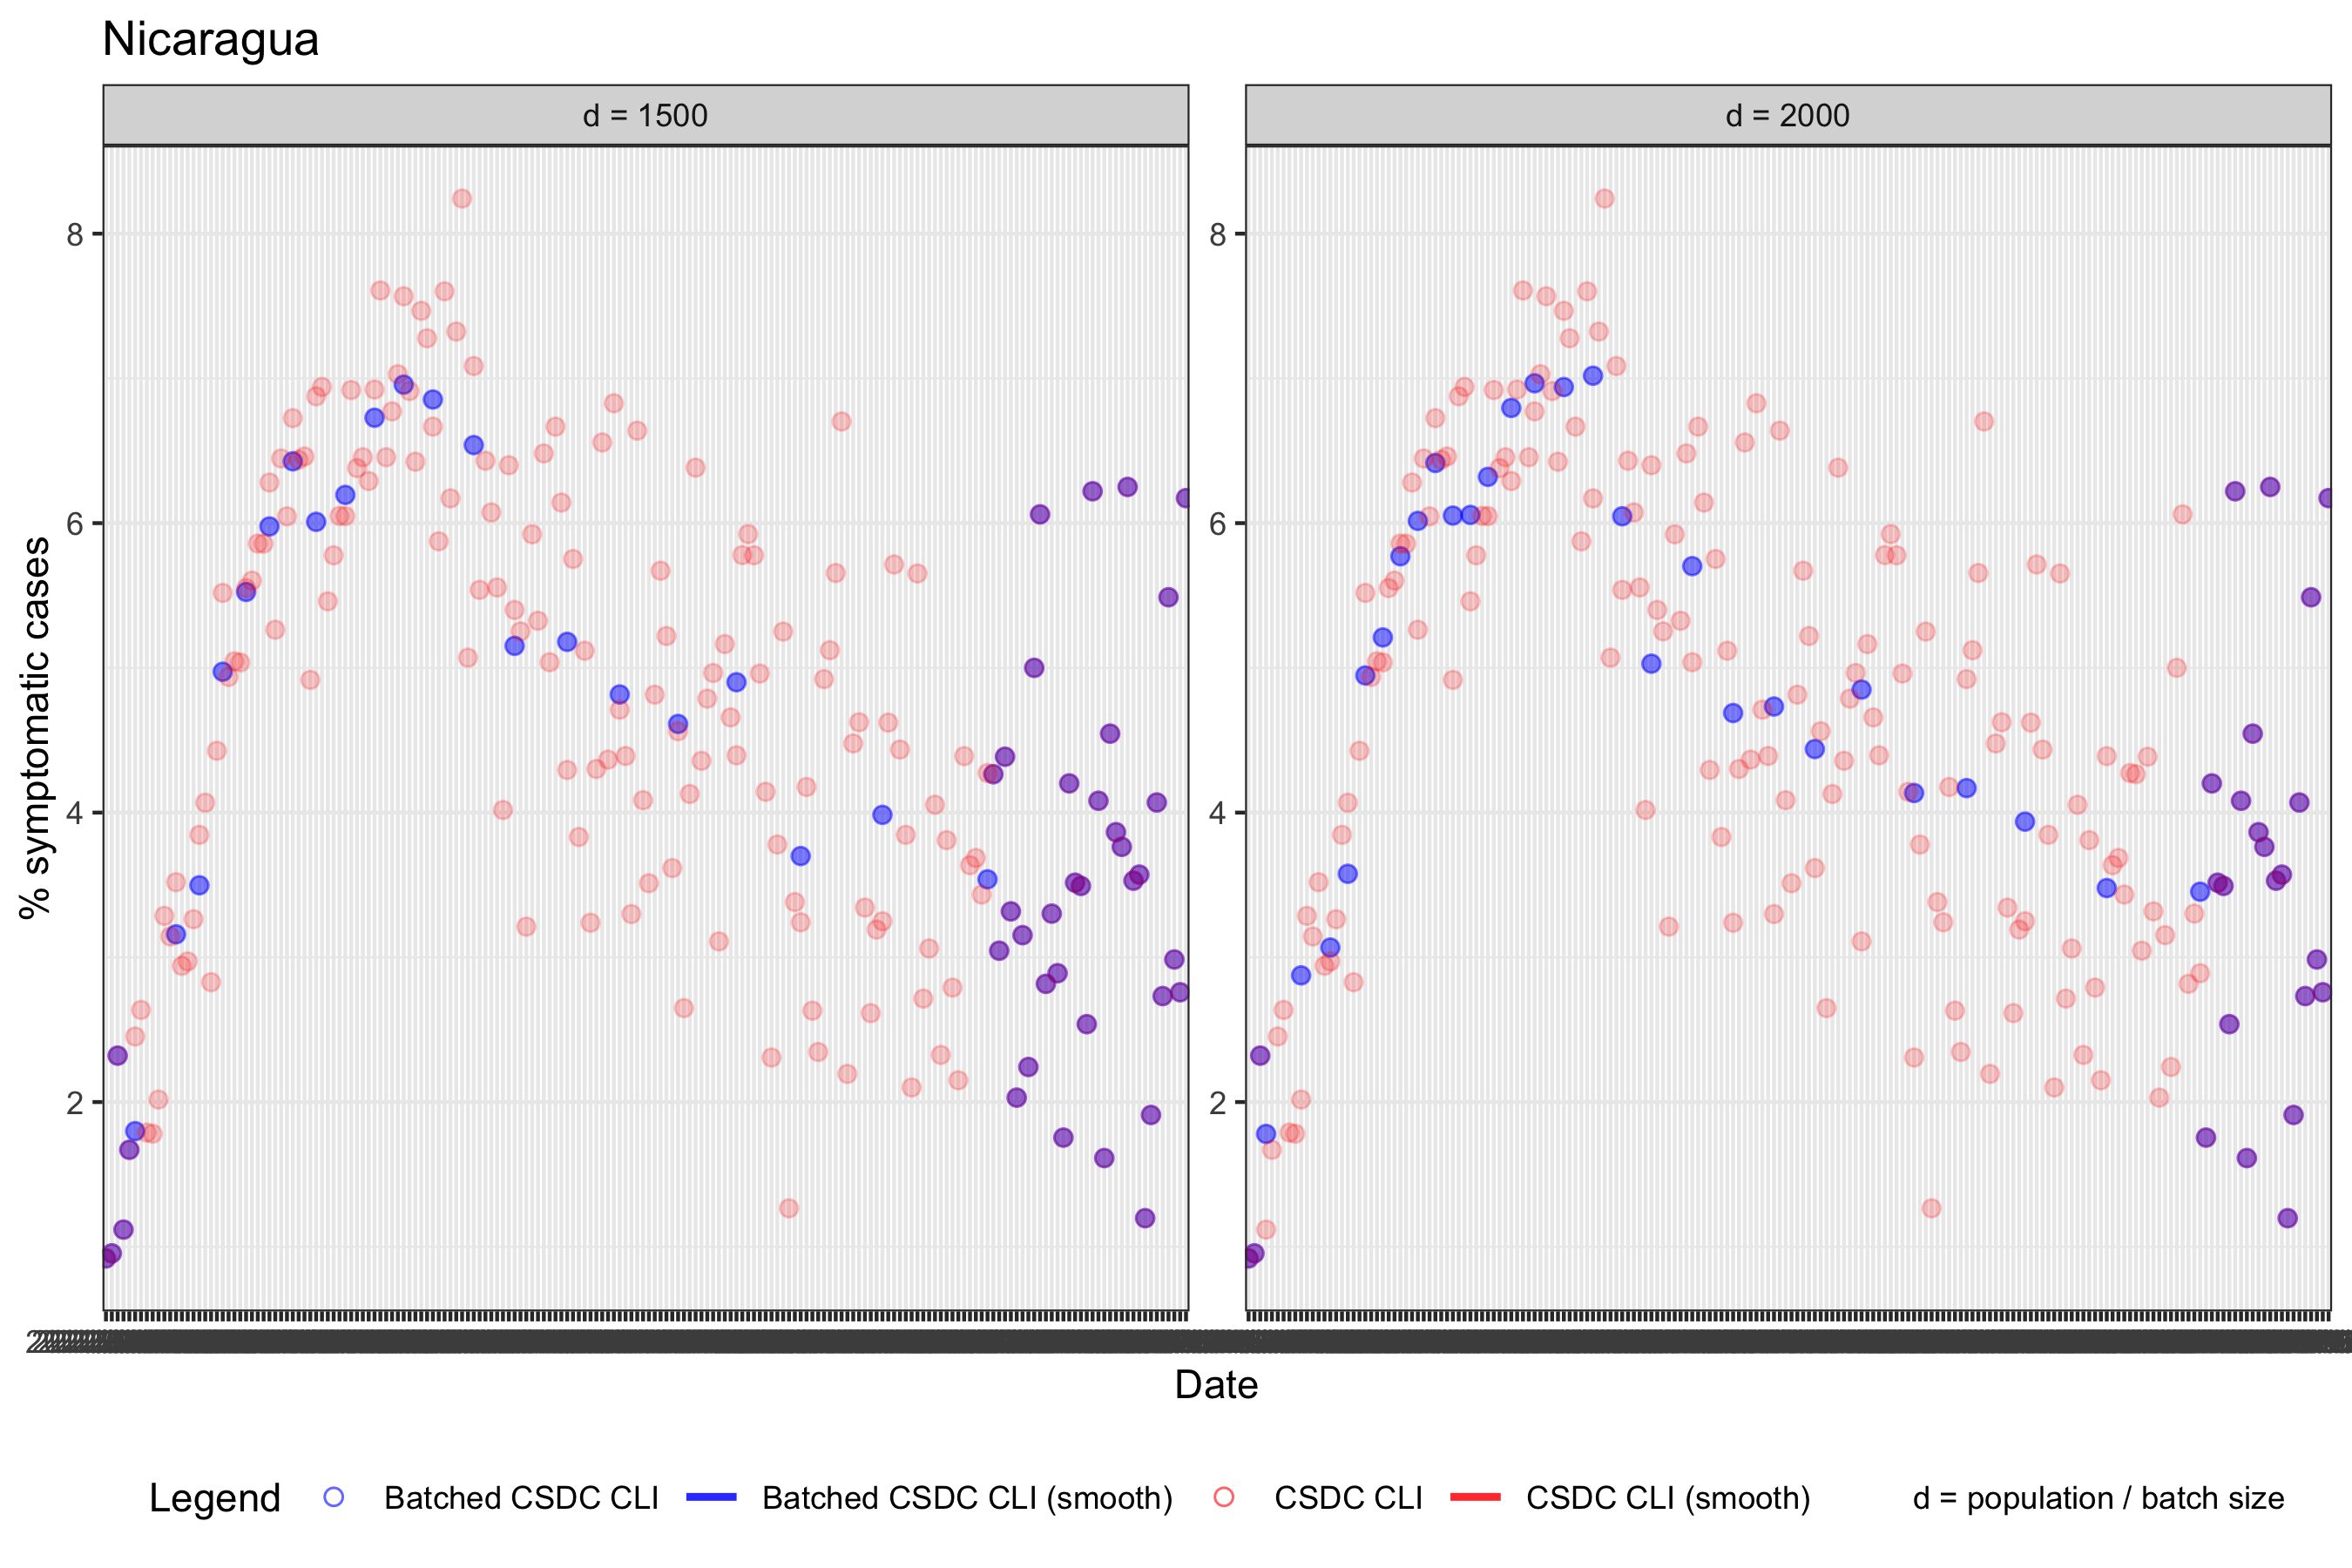 Nicaragua
d = 1500
d = 2000
% symptomatic cases
8
6
4
2
8
6
4
2
Date
Legend
Batched CSDC CLI
Batched CSDC CLI (smooth)
CSDC CLI
CSDC CLI (smooth)
d = population / batch size